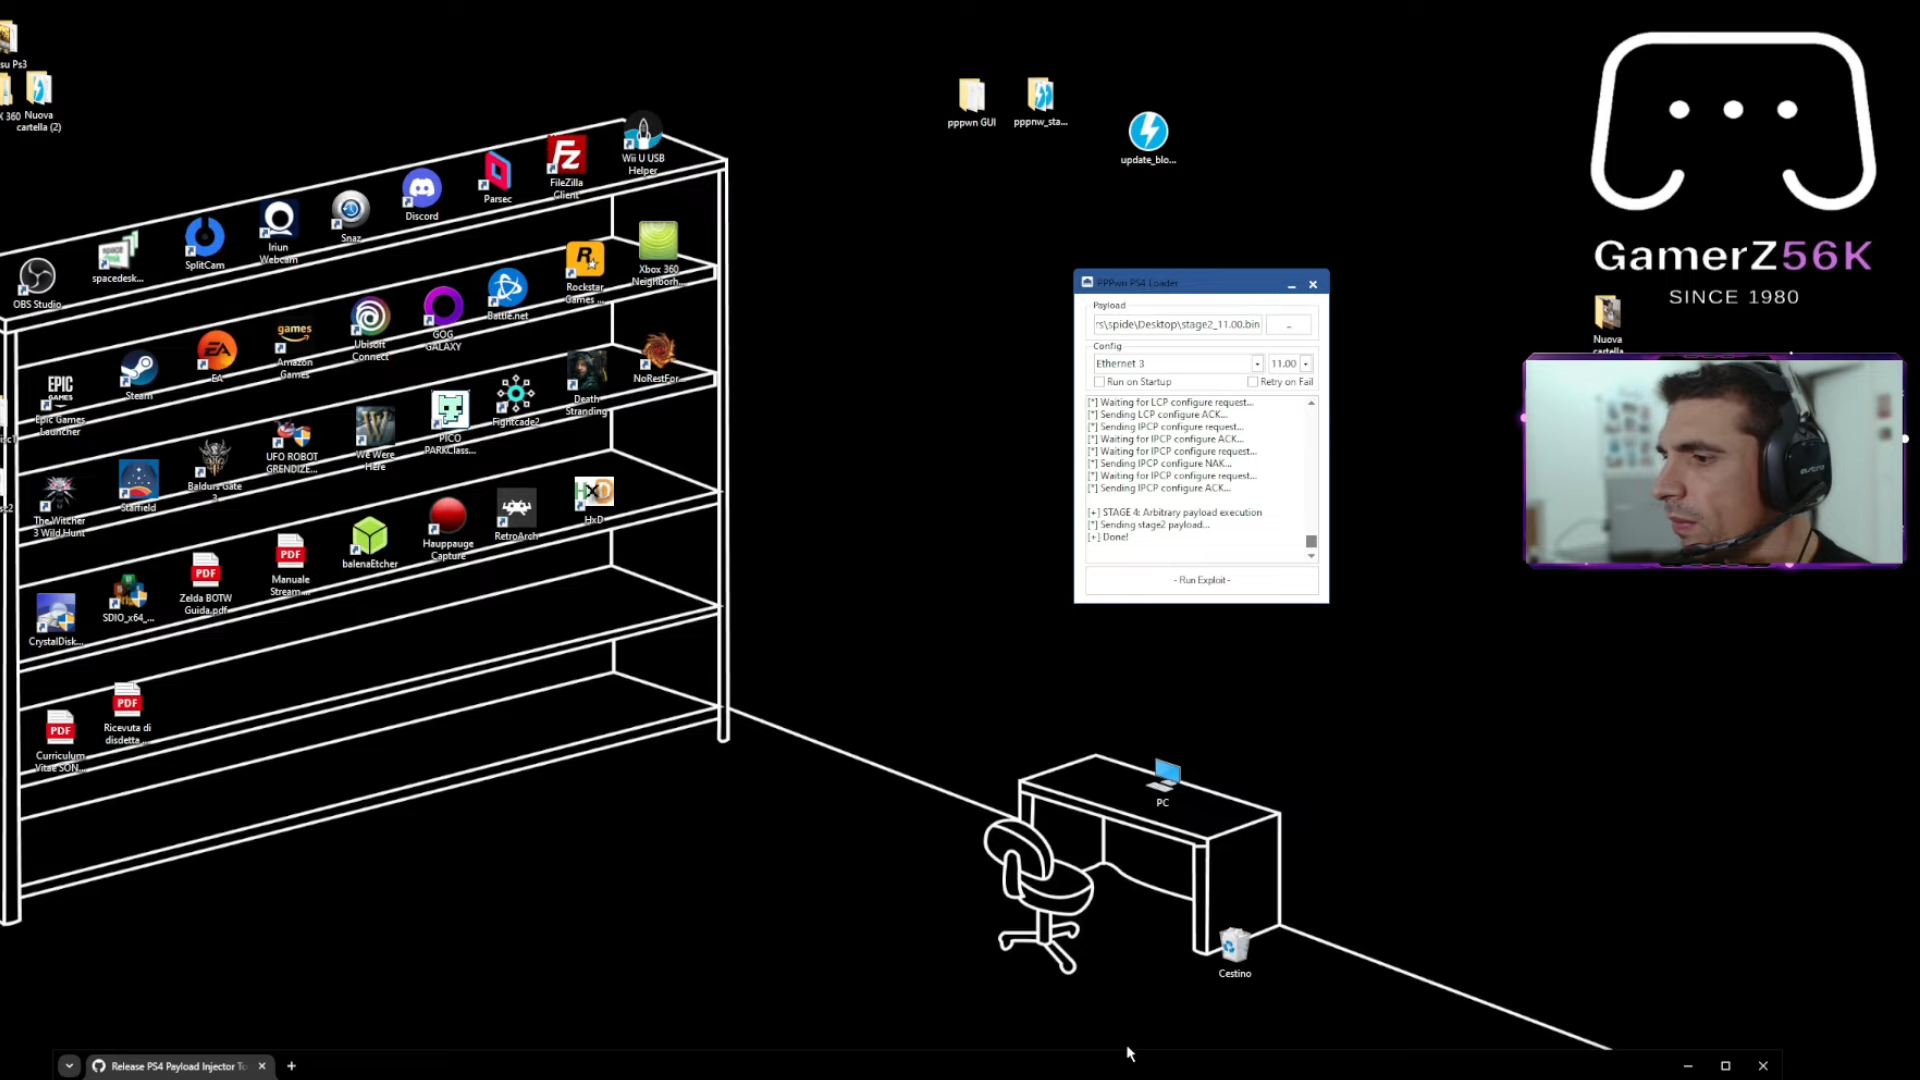 su Ps3
X 360
Nuova
cartella (2)
pppwn GUI
pppnw_sta...
update_blo...
GamerZ56K
SINCE 1980
Nuova
cartella
Wii U USB
Helper
FileZilla
Client
Parsec
Discord
Snaz
Iriun
Webcam
SplitCam
spacedesk...
OBS Studio
Xbox 360
Neighborh...
Rockstar
Games ...
Battle.net
GOG
GALAXY
Ubisoft
Connect
games
Amazon
Games
EA
EA
Steam
EPIC
GAMES
Epic Games
Launcher
NoRestFor...
Death
Stranding
Fightcade2
PICO
PARKClass...
We Were
Here
UFO ROBOT
GRENDIZE...
Baldurs Gate
3
Starfield
The Witcher
3 Wild Hunt
HxD
HxD
RetroArch
Hauppauge
Capture
balenaEtcher
PDF
Manuale
Stream...
PDF
Zelda BOTW
Guida.pdf
SDIO_x64_...
CrystalDisk...
PDF
Ricevuta di
disdetta ...
PDF
Curriculum
Vitae SON...
PPPwn PS4 Loader
Payload
rs\spide\Desktop\stage2_11.00.bin
..
Config
Ethernet 3
11.00
Run on Startup
Retry on Fail
[*] Waiting for LCP configure request...
[*] Sending LCP configure ACK...
[*] Sending IPCP configure request...
[*] Waiting for IPCP configure ACK...
[*] Waiting for IPCP configure request...
[*] Sending IPCP configure NAK...
[*] Waiting for IPCP configure request...
[*] Sending IPCP configure ACK...
[+] STAGE 4: Arbitrary payload execution
[*] Sending stage2 payload...
[+] Done!
- Run Exploit -
astro
PC
Cestino
Release PS4 Payload Injector To